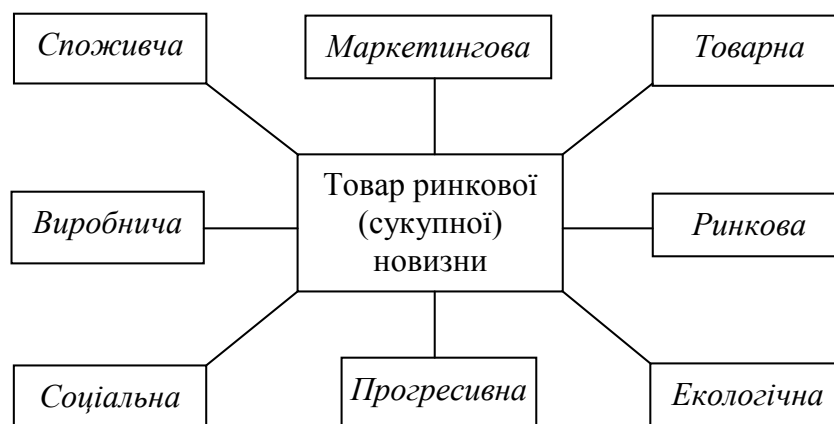 Споживча
Маркетингова
Товарна
Виробнича
Товар ринкової
(сукупної)
новизни
Ринкова
Соціальна
Прогресивна
Екологічна